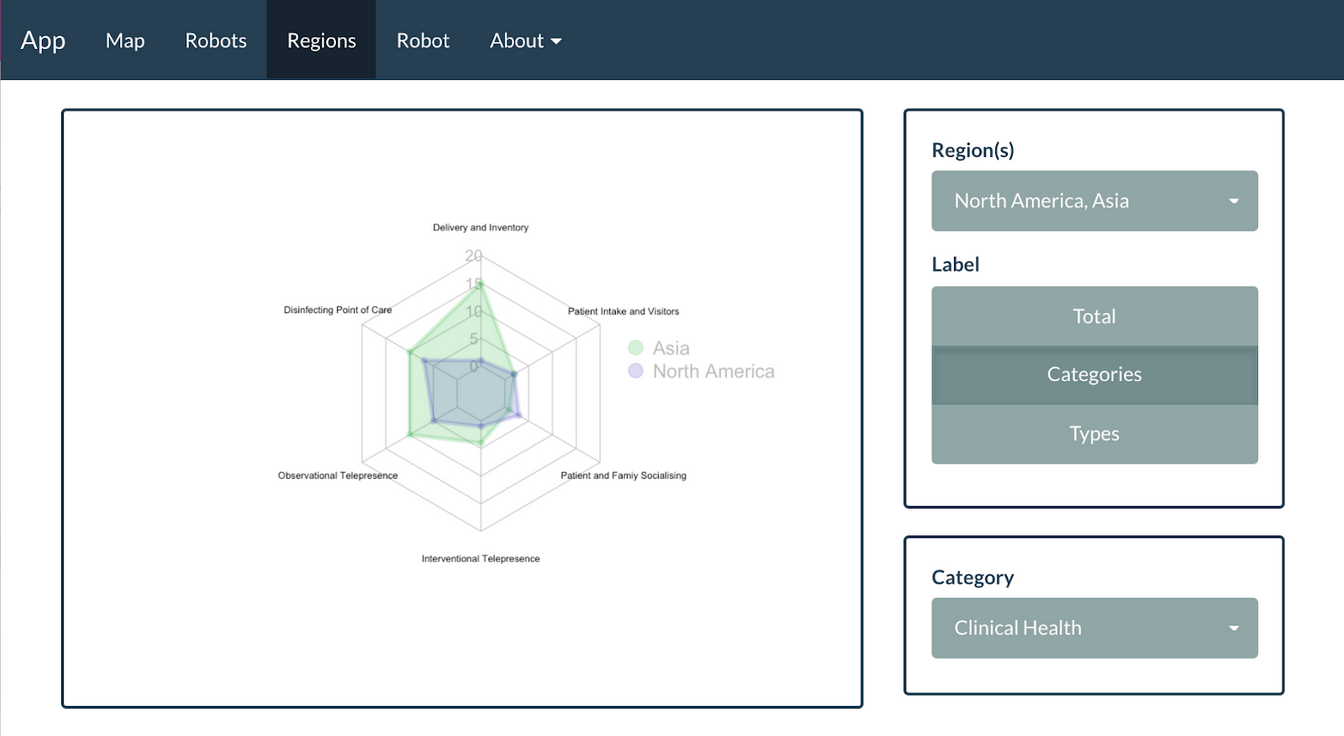 App Map Robots Regions Robot About
Delivery and Inventory
20
15
10
5
0
Disinfecting Point of Care
Patient Intake and Visitors
Asia
North America
Observational Telepresence
Patient and Famiy Socialising
Interventional Telepresence
Region(s)
North America, Asia
Label
Total
Categories
Types
Category
Clinical Health